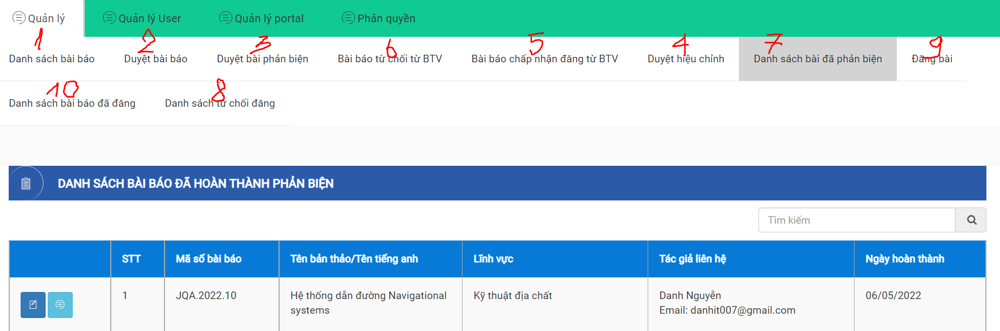 Quản lý Quản lý User Quản lý portal Phân quyền
1 2 3 6 5 4 7 9
Danh sách bài báo Duyệt bài báo Duyệt bài phản biện Bài báo từ chối từ BTV Bài báo chấp nhận đăng từ BTV Duyệt hiệu chỉnh Danh sách bài đã phản biện Đăng bài
10 8
Danh sách bài báo đã đăng Danh sách từ chối đăng
DANH SÁCH BÀI BÁO ĐÃ HOÀN THÀNH PHẢN BIỆN
Tìm kiếm
STT Mã số bài báo Tên bản thảo/Tên tiếng anh Lĩnh vực Tác giả liên hệ Ngày hoàn thành
1 JQA.2022.10 Hệ thống dẫn đường Navigational Kỹ thuật địa chất Danh Nguyễn 06/05/2022
systems Email: danhit007@gmail.com